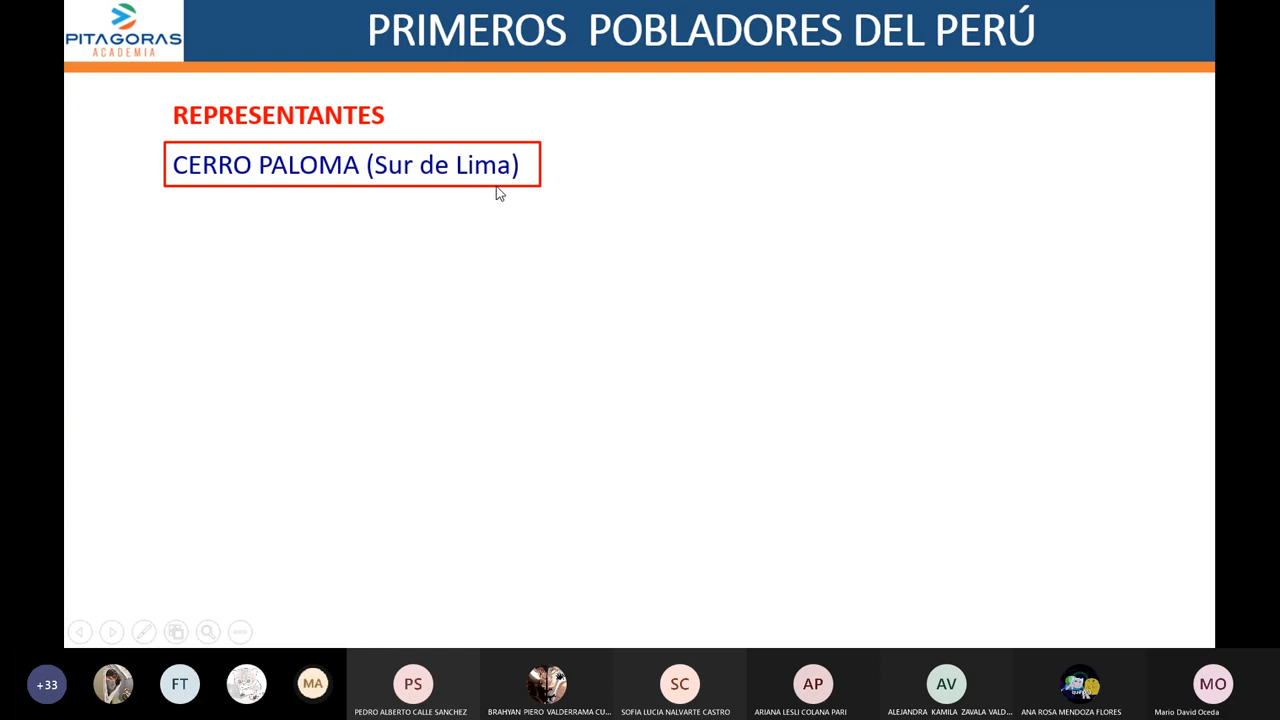 PITAGORAS
ACADEMIA
PRIMEROS POBLADORES DEL PERÚ
REPRESENTANTES
CERRO PALOMA (Sur de Lima)
+33
FT
MA
PS
SC
AP
AV
MO
PEDRO ALBERTO CALLE SANCHEZ
BRAHYAN PIERO VALDERRAMA CU...
SOFIA LUCIA NALVARTE CASTRO
ARIANA LESLI COLANA PARI
ALEJANDRA KAMILA ZAVALA VALD...
ANA ROSA MENDOZA FLORES
Mario David Oceda